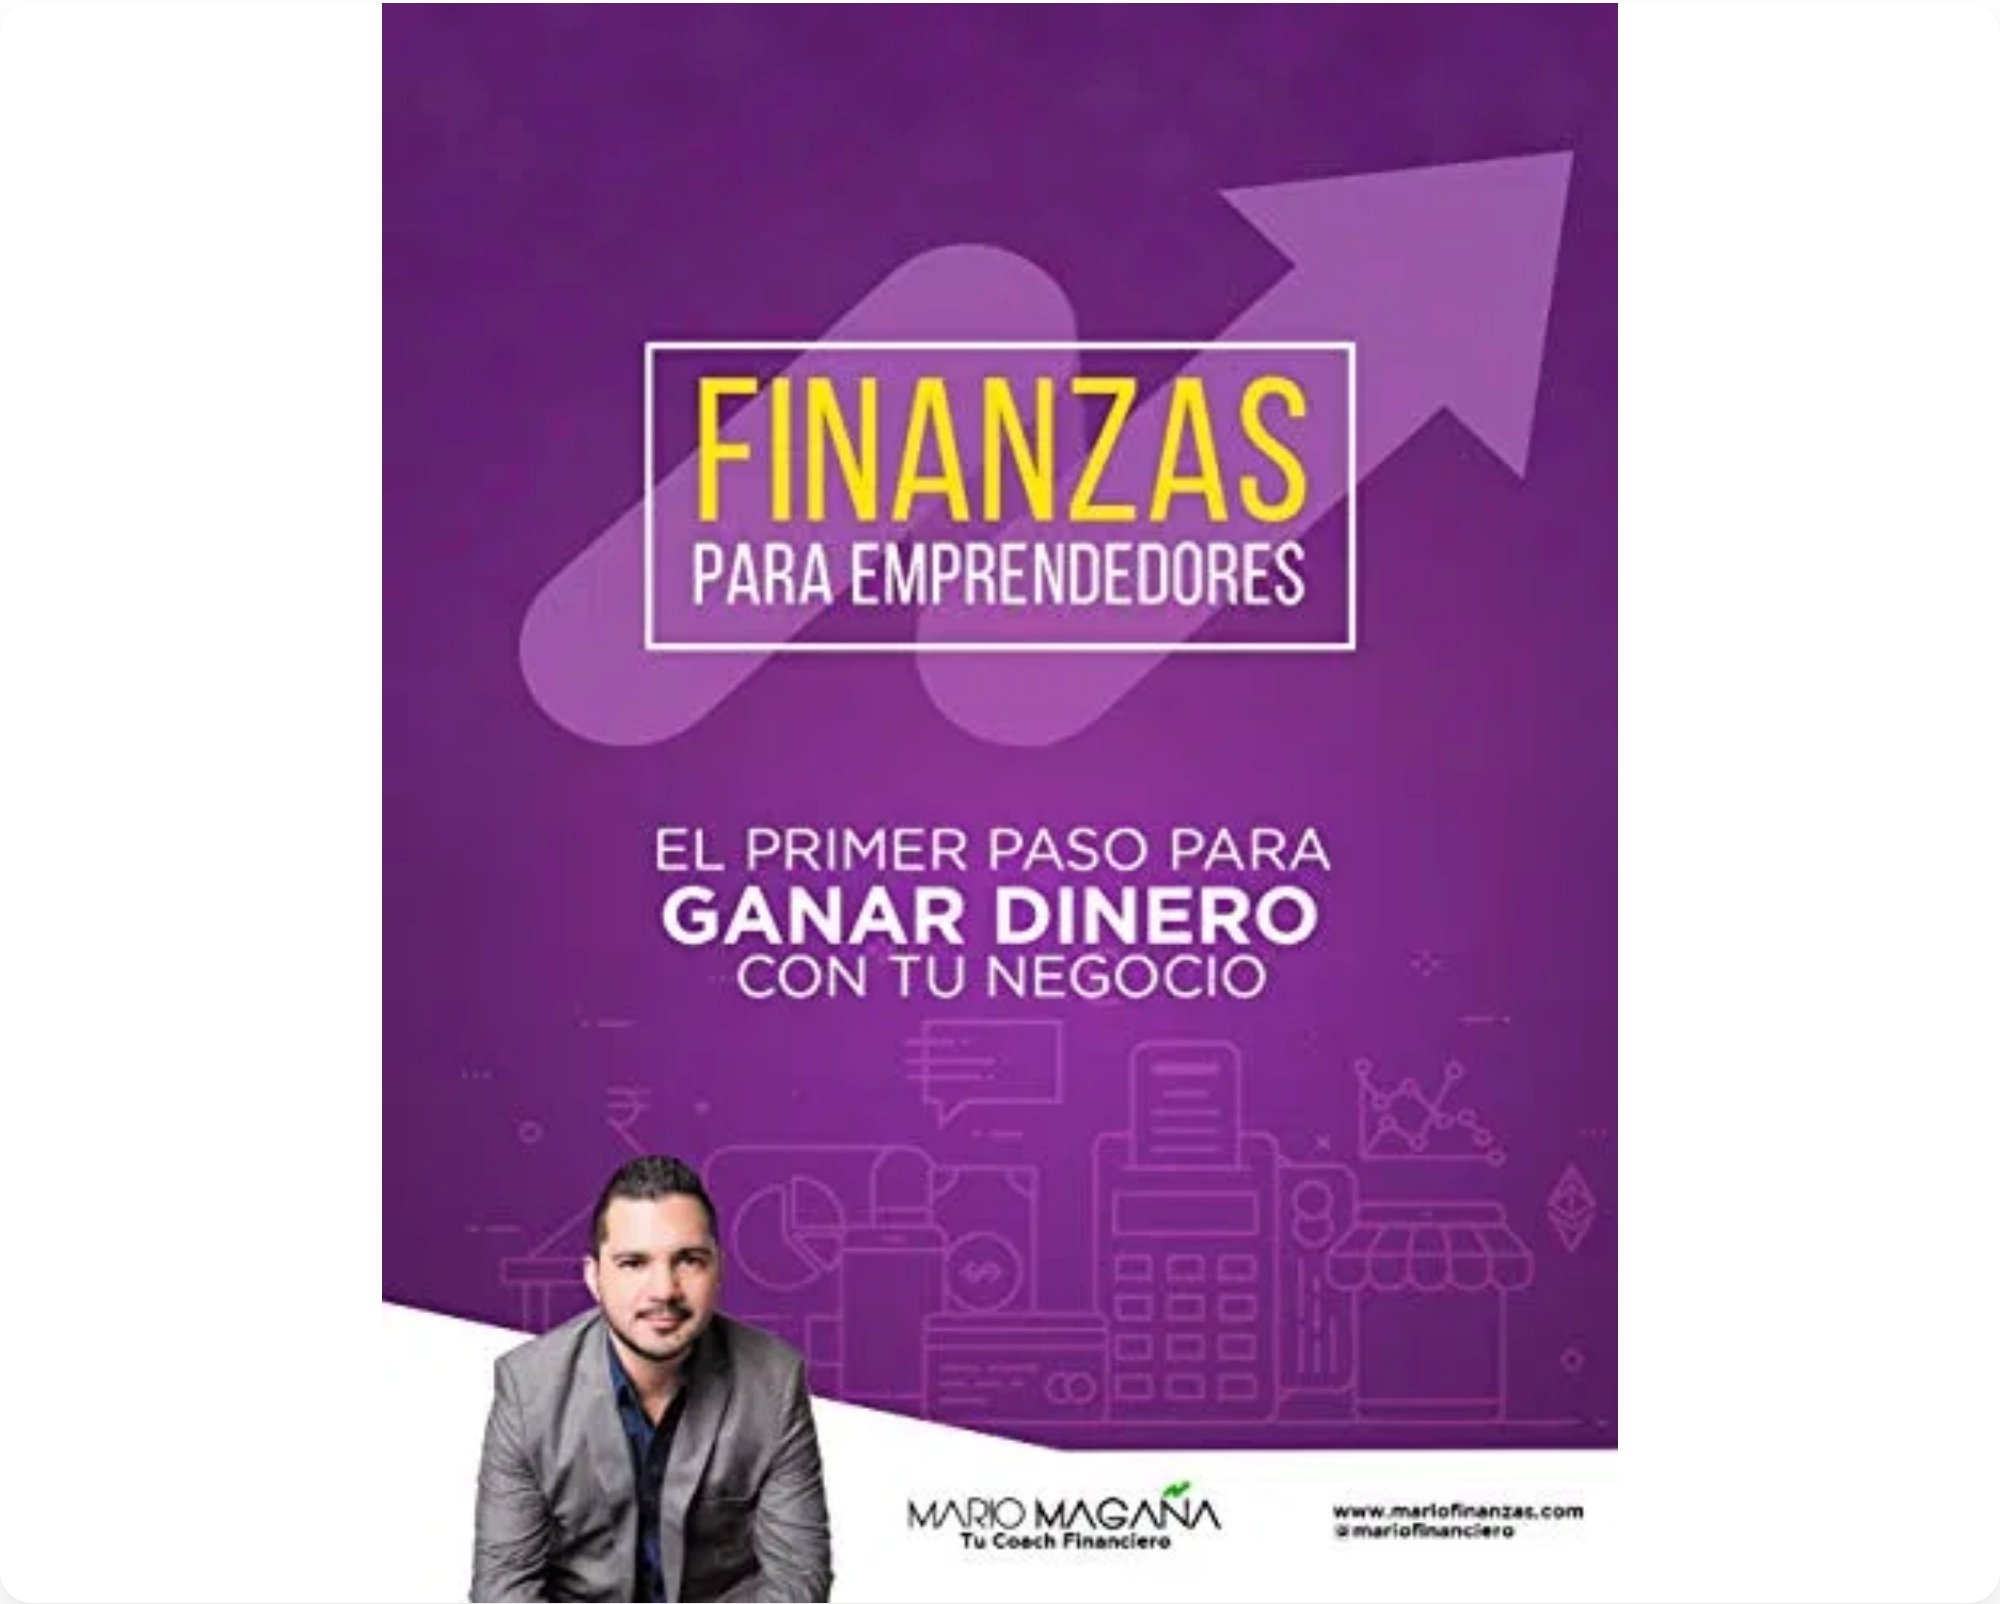 FINANZAS
PARA EMPRENDEDORES
EL PRIMER PASO PARA
GANAR DINERO
CON TU NEGOCIO
MARIO MAGAÑA
Tu Coach Financiero
www.mariofinanzas.com
@mariofinanciero